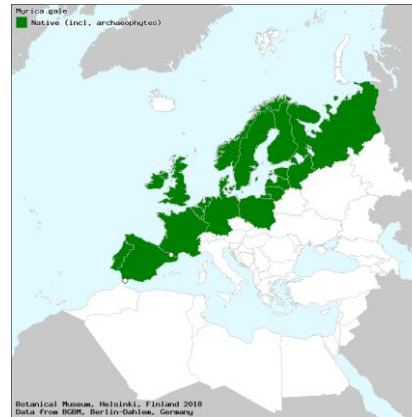 Myrica gale
Native (incl. archaeophytes)
Botanical Museum, Helsinki, Finland 2018
Data from BGBM, Berlin-Dahlem, Germany